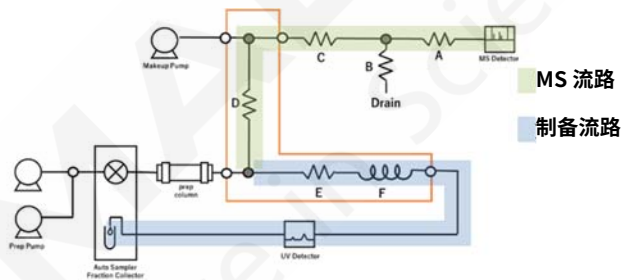 Makeup Pump
C
B
A
MS Detector
Drain
D
MS 流路
制备流路
prep
column
E
F
Prep Pump
UV Detector
Auto Sampler
Fraction Collector